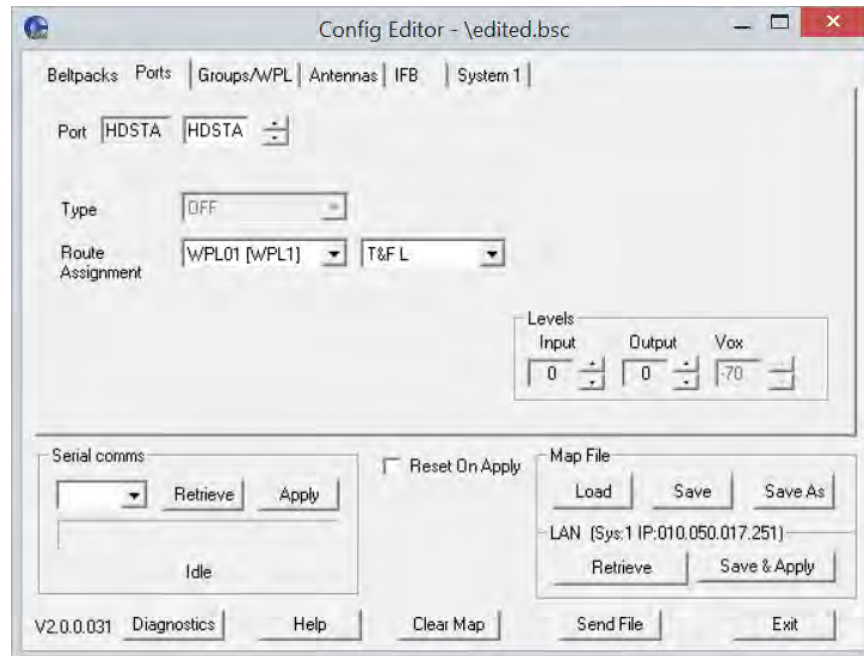 Config Editor - \edited.bsc
Beltpacks Ports Groups/WPL Antennas IFB System 1
Port HDSTA HDSTA
Type OFF
Route Assignment WPL01 [WPL1] T&F L
Levels
Input Output Vox
0 0 -70
Serial comms
Retrieve Apply
Idle
Reset On Apply
Map File
Load Save Save As
LAN (Sys:1 IP:010.050.017.251)
Retrieve Save & Apply
V2.0.0.031 Diagnostics Help Clear Map Send File Exit